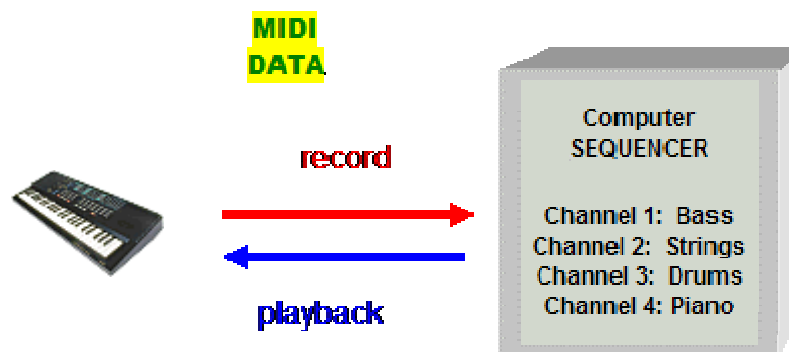 MIDI
DATA
record
playback
Computer
SEQUENCER
Channel 1: Bass
Channel 2: Strings
Channel 3: Drums
Channel 4: Piano